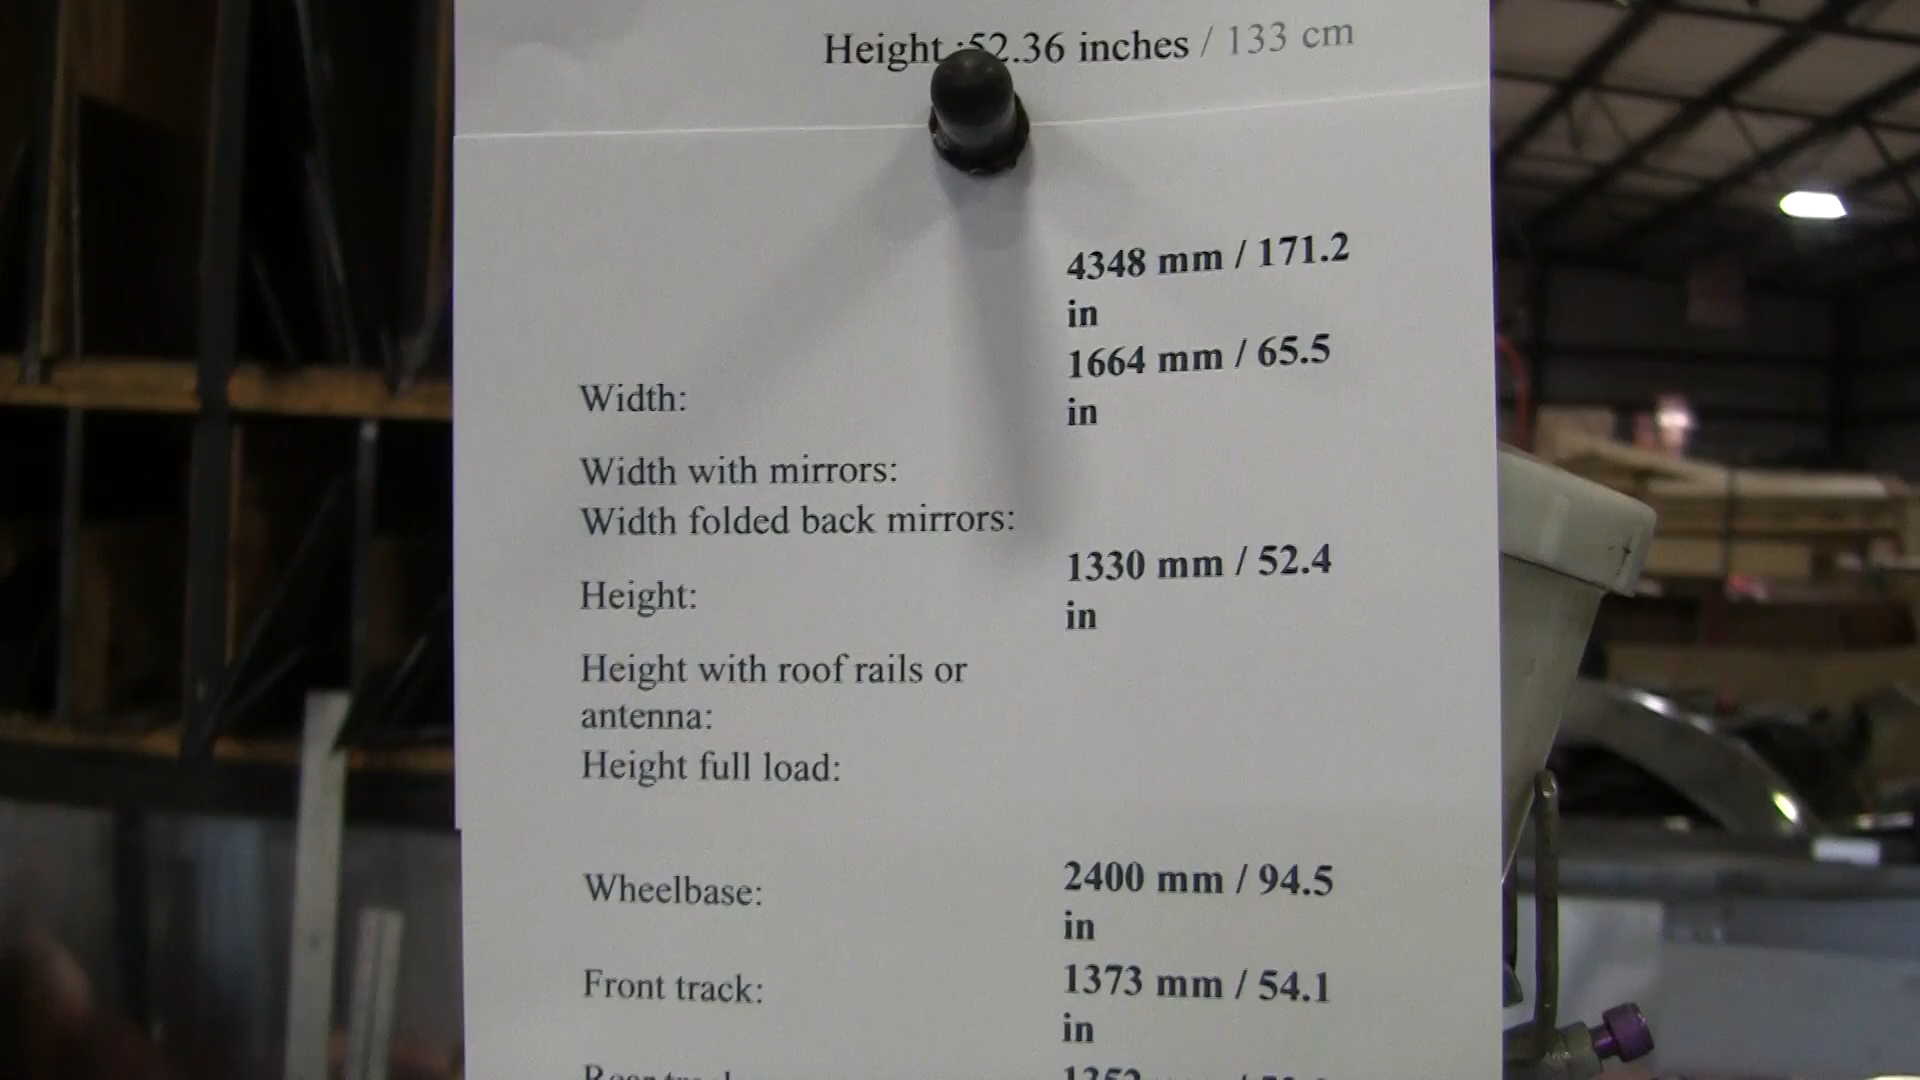 Height :52.36 inches / 133 cm
4348 mm / 171.2
in
1664 mm / 65.5
Width:
in
Width with mirrors:
Width folded back mirrors:
1330 mm / 52.4
Height:
in
Height with roof rails or
antenna:
Height full load:
Wheelbase:
2400 mm / 94.5
in
Front track:
1373 mm / 54.1
in